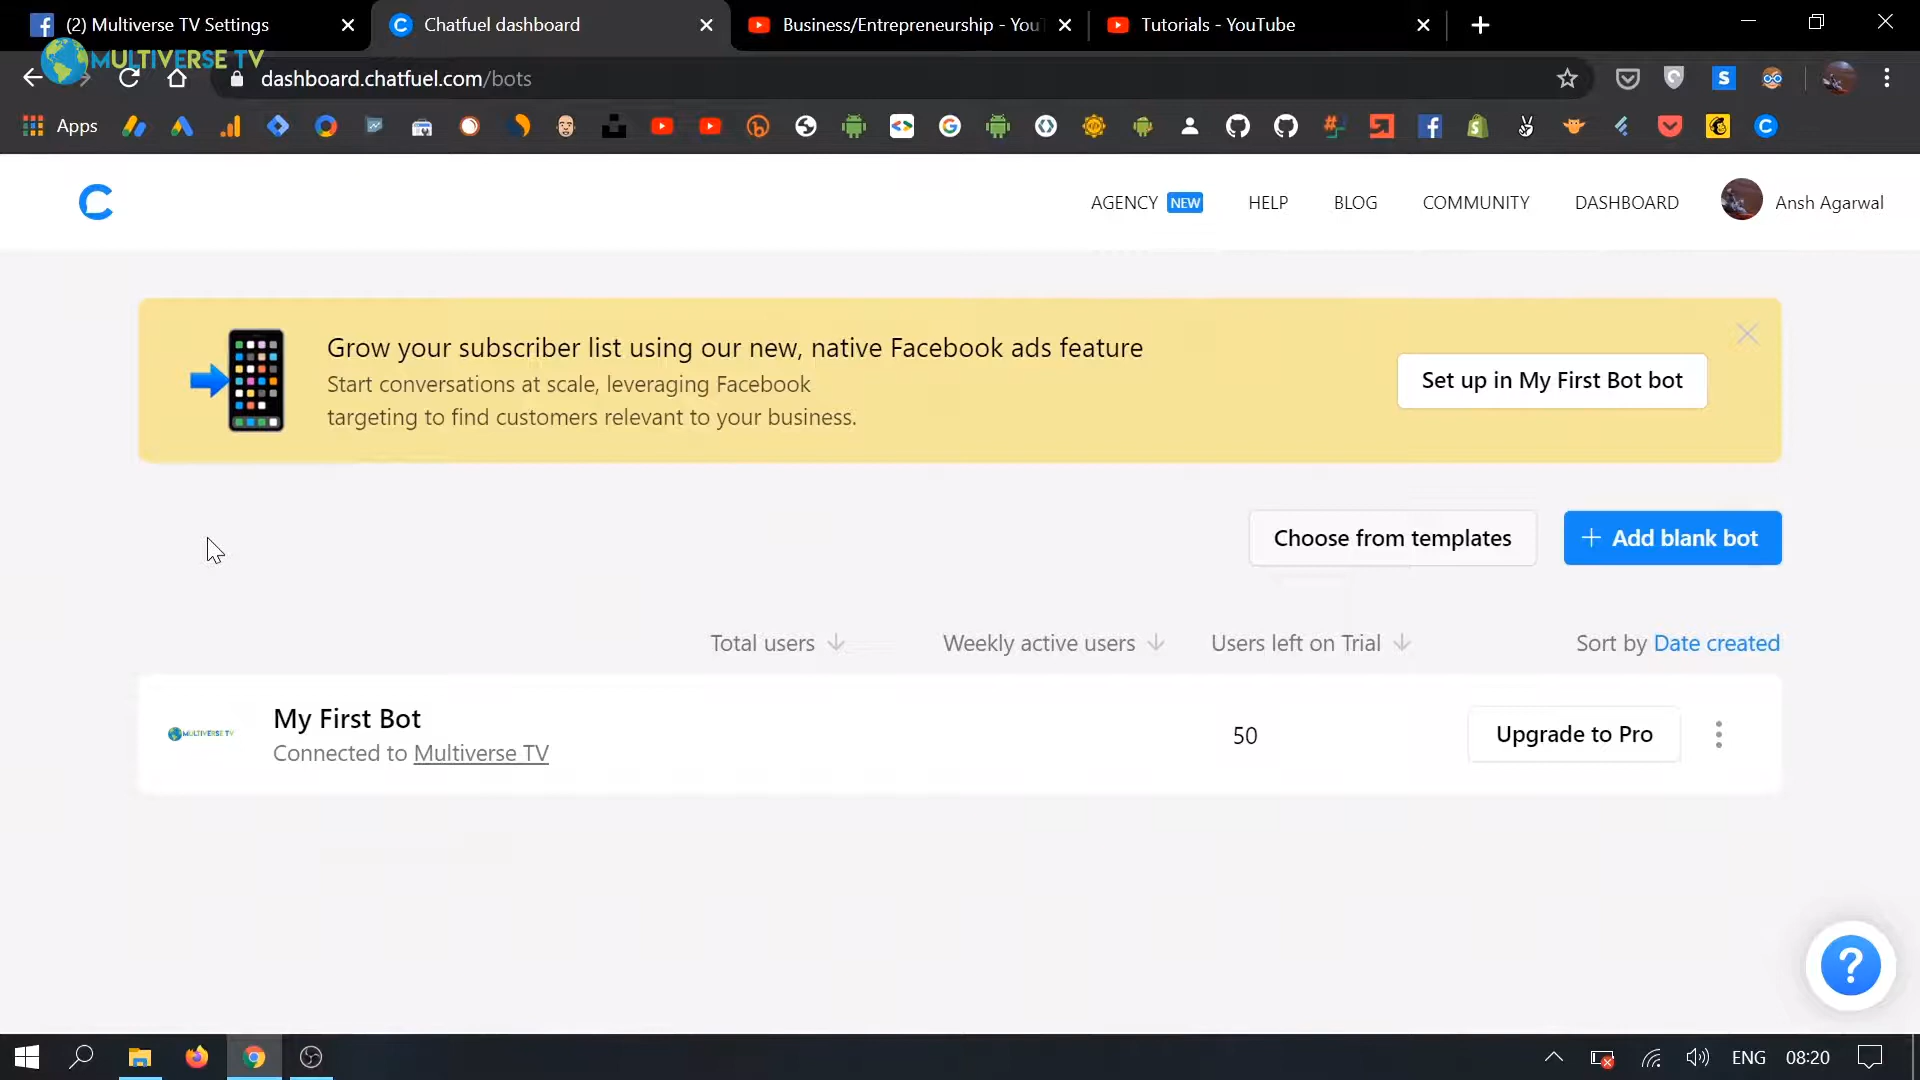 (2) Multiverse TV Settings
Chatfuel dashboard
Business/Entrepreneurship - You
Tutorials - YouTube
MULTIVERSE TV
dashboard.chatfuel.com/bots
Apps
AGENCY NEW
HELP
BLOG
COMMUNITY
DASHBOARD
Ansh Agarwal
Grow your subscriber list using our new, native Facebook ads feature
Start conversations at scale, leveraging Facebook
targeting to find customers relevant to your business.
Set up in My First Bot bot
Choose from templates
+ Add blank bot
Total users
Weekly active users
Users left on Trial
Sort by Date created
MULTIVERSE TV
My First Bot
Connected to Multiverse TV
50
Upgrade to Pro
?
ENG
08:20